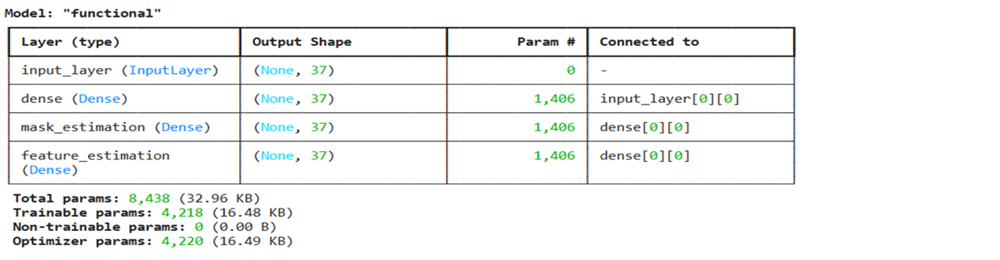 Model: "functional"
Layer (type) Output Shape Param # Connected to
input_layer (InputLayer) (None, 37) 0 -
dense (Dense) (None, 37) 1,406 input_layer[0][0]
mask_estimation (Dense) (None, 37) 1,406 dense[0][0]
feature_estimation (None, 37) 1,406 dense[0][0]
(Dense)
Total params: 8,438 (32.96 KB)
Trainable params: 4,218 (16.48 KB)
Non-trainable params: 0 (0.00 B)
Optimizer params: 4,220 (16.49 KB)